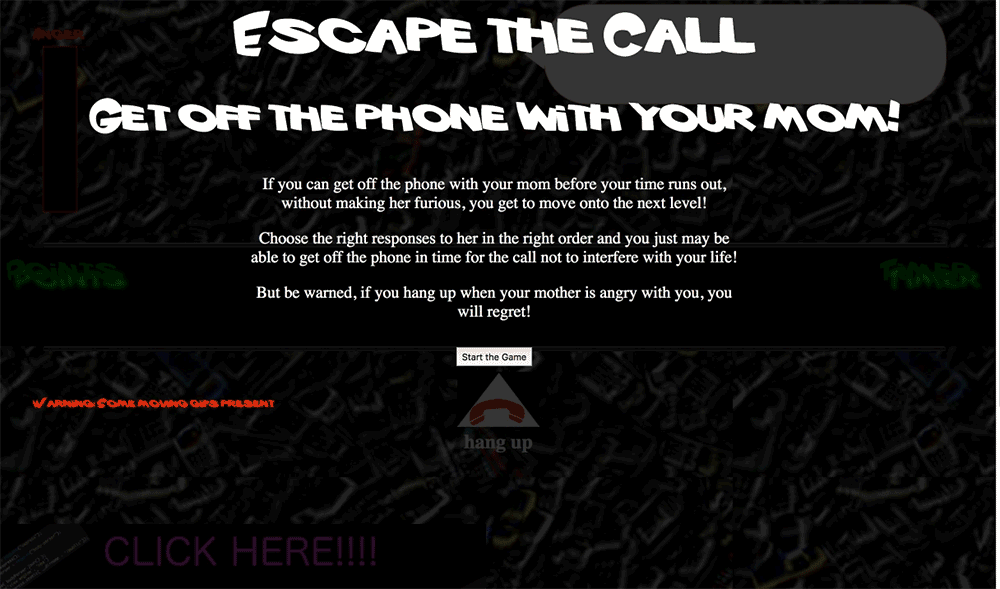 Escape the Call
Anger
Get off the phone with your mom!
If you can get off the phone with your mom before your time runs out,
without making her furious, you get to move onto the next level!
Choose the right responses to her in the right order and you just may be
able to get off the phone in time for the call not to interfere with your life!
Points
Timer
But be warned, if you hang up when your mother is angry with you, you
will regret!
Start the Game
Warning: Some moving gifs present
hang up
CLICK HERE!!!!